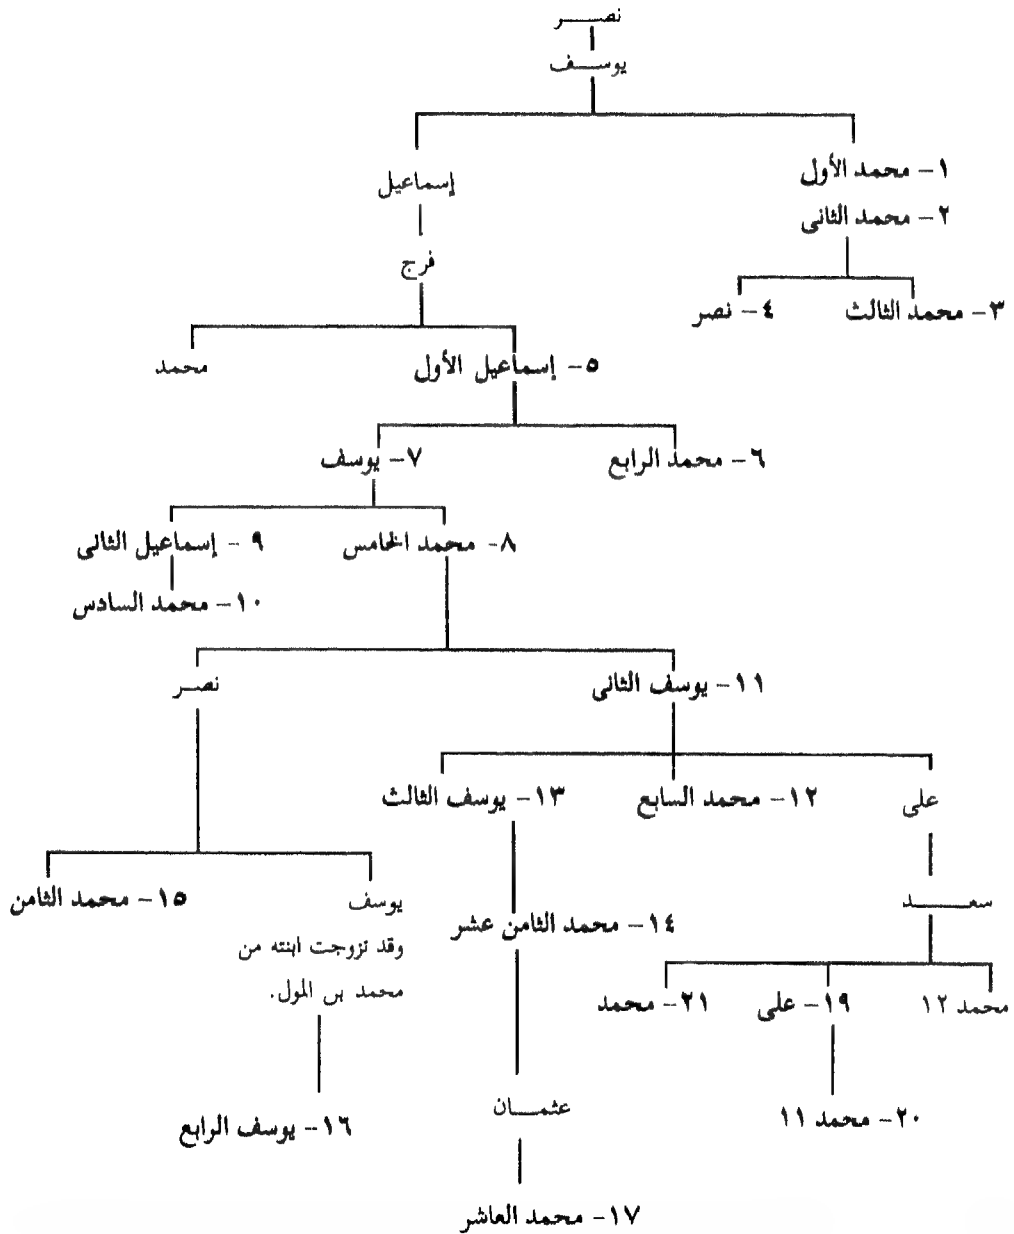 نصر
يوسف
١- محمد الأول
إسماعيل
٢- محمد الثانى
فرج
٣- محمد الثالث
٤- نصر
٥- إسماعيل الأول
محمد
٦- محمد الرابع
٧- يوسف
٨- محمد الخامس
٩- إسماعيل الثانى
١٠- محمد السادس
١١- يوسف الثانى
نصر
على
١٢- محمد السابع
١٣- يوسف الثالث
سعد
١٤- محمد الثامن عشر
يوسف
١٥- محمد الثامن
وقد تزوجت ابنته من
محمد بن المول.
محمد ١٢
١٩- على
٢١- محمد
عثمان
٢٠- محمد ١١
١٦- يوسف الرابع
١٧- محمد العاشر